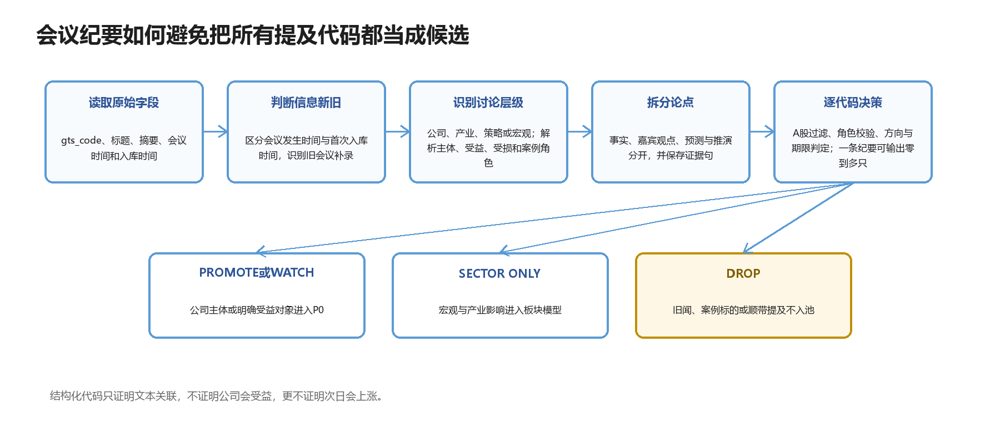 会议纪要如何避免把所有提及代码都当成候选
读取原始字段
gts_code、标题、摘要、会议
时间和入库时间
判断信息新旧
区分会议发生时间与首次入库
时间，识别旧会议补录
识别讨论层级
公司、产业、策略或宏观；解
析主体、受益、受损和案例角
色
拆分论点
事实、嘉宾观点、预测与推演
分开，并保存证据句
逐代码决策
A股过滤、角色校验、方向与
期限判定；一条纪要可输出零
到多只
PROMOTE或WATCH
公司主体或明确受益对象进入P0
SECTOR ONLY
宏观与产业影响进入板块模型
DROP
旧闻、案例标的或顺带提及不入池
结构化代码只证明文本关联，不证明公司会受益，更不证明次日会上涨。